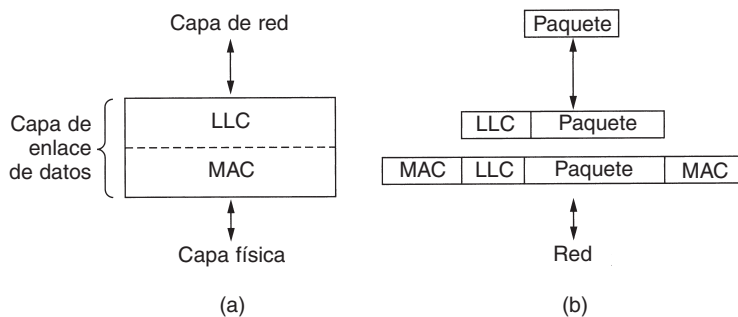 Capa de red
Capa de
enlace
de datos
LLC
MAC
Capa física
(a)
Paquete
LLC Paquete
MAC LLC Paquete MAC
Red
(b)